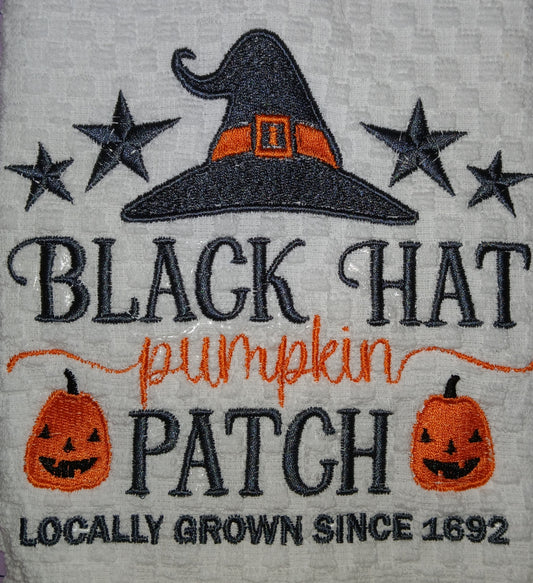 BLACK HAT
pumpkin
PATCH
LOCALLY GROWN SINCE 1692